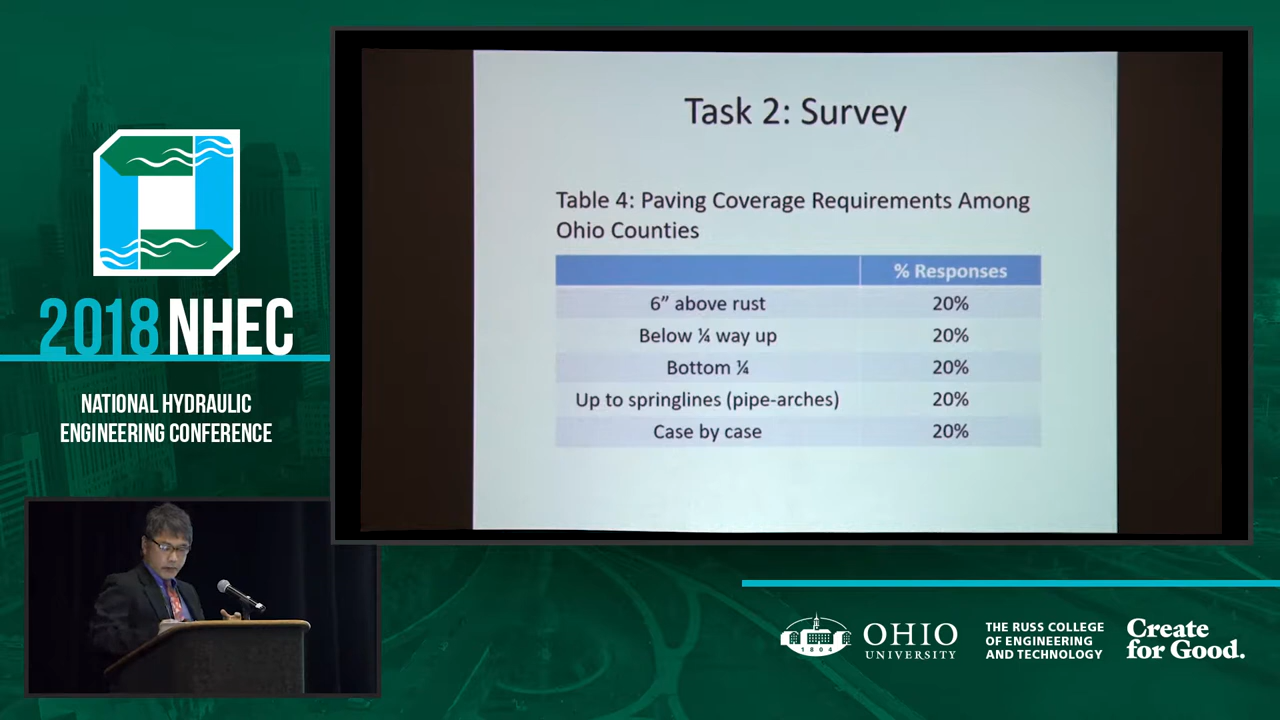 2018 NHEC
NATIONAL HYDRAULIC
ENGINEERING CONFERENCE
Task 2: Survey
Table 4: Paving Coverage Requirements Among
Ohio Counties
% Responses
6” above rust 20%
Below ¼ way up 20%
Bottom ¼ 20%
Up to springlines (pipe-arches) 20%
Case by case 20%
1804
OHIO
UNIVERSITY
THE RUSS COLLEGE
OF ENGINEERING
AND TECHNOLOGY
Create
for Good.